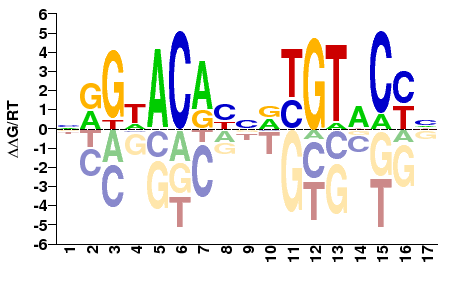 ΔΔG/RT
6
5
4
3
2
1
0
-1
-2
-3
-4
-5
-6
1 2 3 4 5 6 7 8 9 10 11 12 13 14 15 16 17
G G T A C A C C G T G T A C C C
A T A G T A C A A A T
T A G C A T A T G C A C C G A G
C C G G C G T T G T G
T